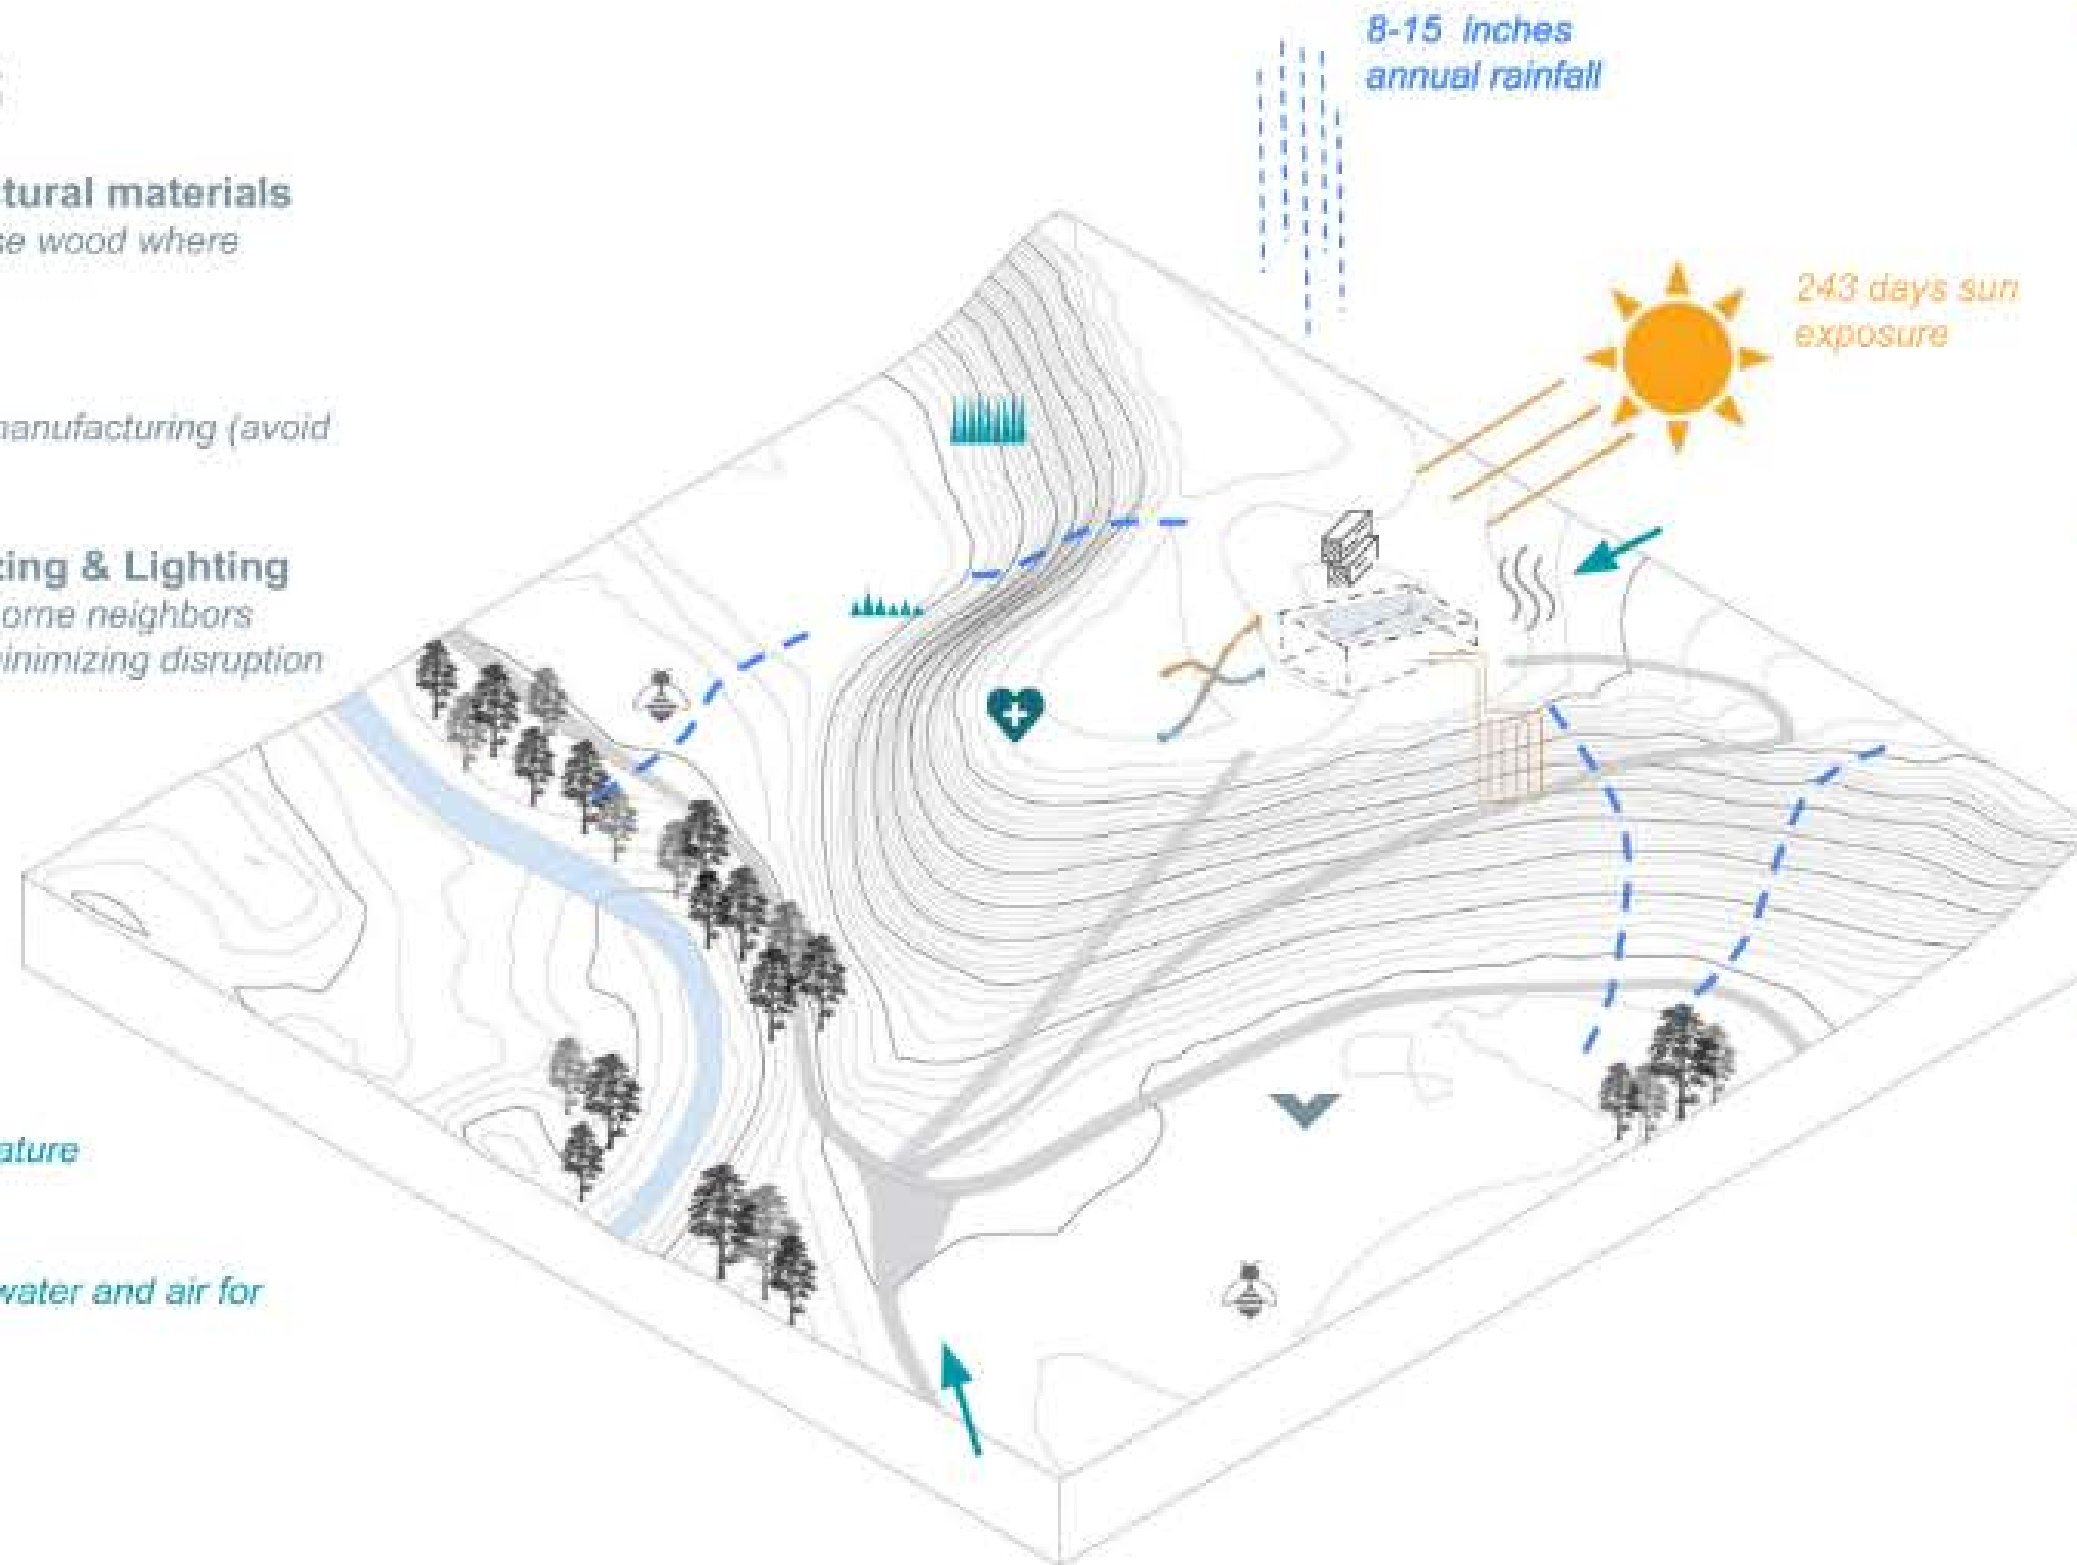 8-15 inches
annual rainfall
243 days sun
exposure
tural materials
se wood where
nanufacturing (avoid
ing & Lighting
orne neighbors
inimizing disruption
ature
water and air for